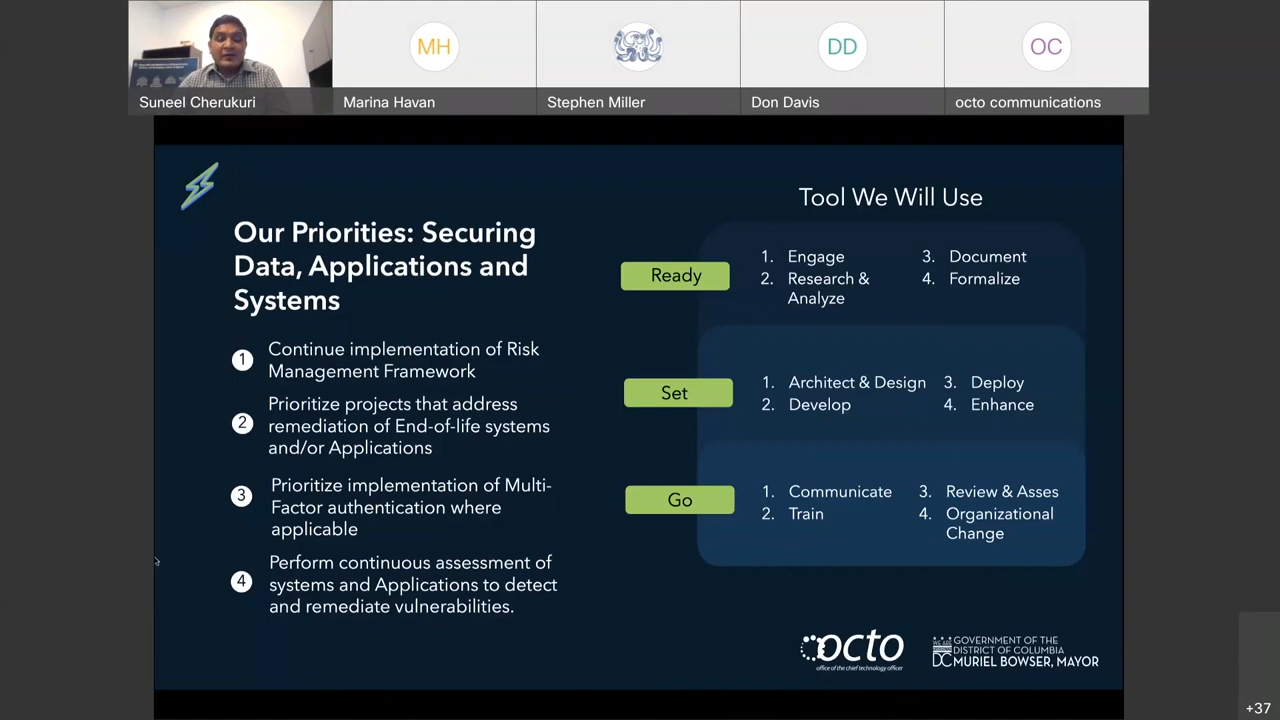 MH
DD
OC
Suneel Cherukuri
Marina Havan
Stephen Miller
Don Davis
octo communications
Our Priorities: Securing
Data, Applications and
Systems
1 Continue implementation of Risk
Management Framework
2 Prioritize projects that address
remediation of End-of-life systems
and/or Applications
3 Prioritize implementation of Multi-
Factor authentication where
applicable
4 Perform continuous assessment of
systems and Applications to detect
and remediate vulnerabilities.
Tool We Will Use
Ready
1. Engage
2. Research &
Analyze
3. Document
4. Formalize
Set
1. Architect & Design
2. Develop
3. Deploy
4. Enhance
Go
1. Communicate
2. Train
3. Review & Asses
4. Organizational
Change
octo
office of the chief technology officer
WE ARE
DC
GOVERNMENT OF THE
DISTRICT OF COLUMBIA
MURIEL BOWSER, MAYOR
+37